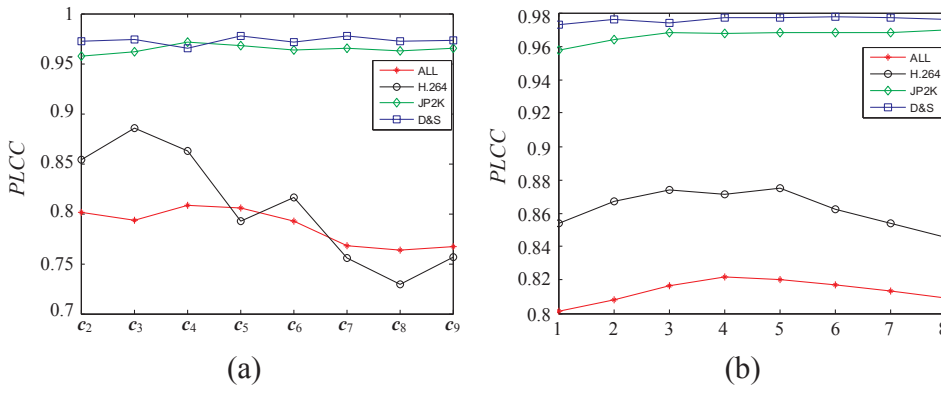 PLCC
1
0.95
0.9
0.85
0.8
0.75
0.7
c2 c3 c4 c5 c6 c7 c8 c9
ALL
H.264
JP2K
D&S
(a)
PLCC
0.98
0.96
0.94
0.92
0.9
0.88
0.86
0.84
0.82
0.8
1 2 3 4 5 6 7 8
ALL
H.264
JP2K
D&S
(b)